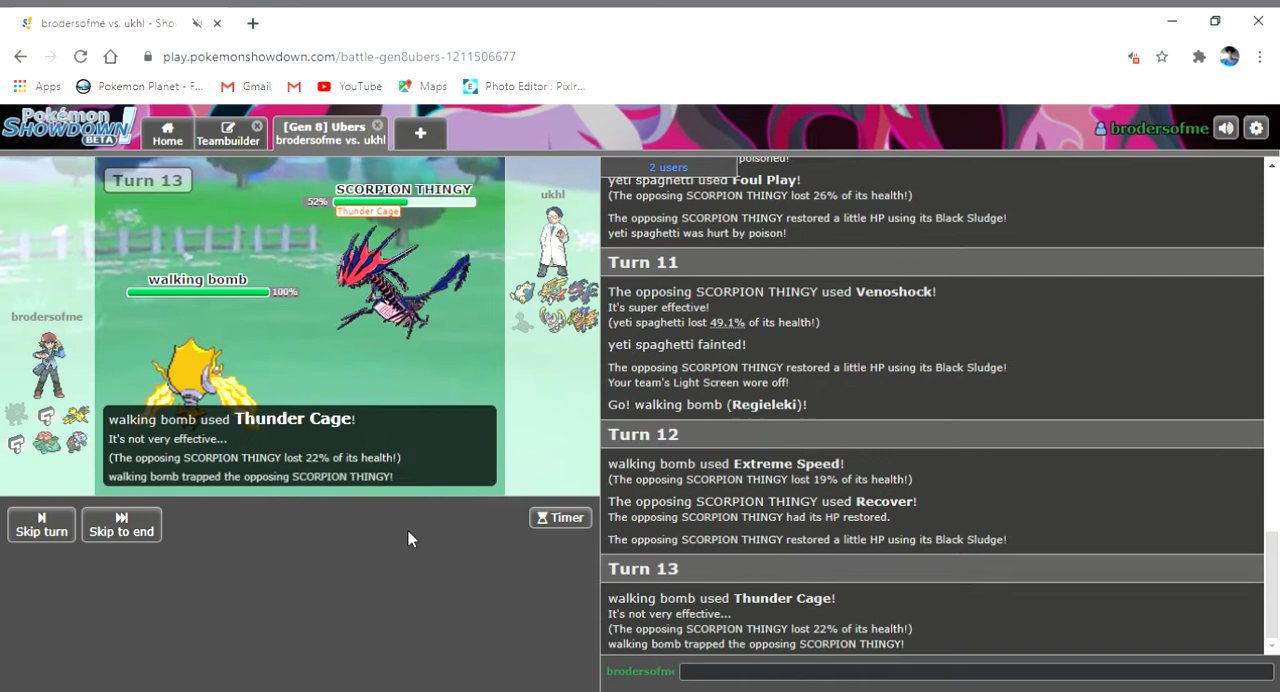 brodersofme vs. ukhl - Sho
play.pokemonshowdown.com/battle-gen8ubers-1211506677
Apps Pokemon Planet - F... Gmail YouTube Maps Photo Editor : Pixlr...
Pokémon
SHOWDOWN!
BETA
Home
Teambuilder
[Gen 8] Ubers
brodersofme vs. ukhl
brodersofme
Turn 13
SCORPION THINGY
52%
Thunder Cage
ukhl
walking bomb
100%
brodersofme
walking bomb used Thunder Cage!
It's not very effective...
(The opposing SCORPION THINGY lost 22% of its health!)
walking bomb trapped the opposing SCORPION THINGY!
Skip turn
Skip to end
Timer
2 users
poisoned!
yeti spaghetti used Foul Play!
(The opposing SCORPION THINGY lost 26% of its health!)
The opposing SCORPION THINGY restored a little HP using its Black Sludge!
yeti spaghetti was hurt by poison!
Turn 11
The opposing SCORPION THINGY used Venoshock!
It's super effective!
(yeti spaghetti lost 49.1% of its health!)
yeti spaghetti fainted!
The opposing SCORPION THINGY restored a little HP using its Black Sludge!
Your team's Light Screen wore off!
Go! walking bomb (Regieleki)!
Turn 12
walking bomb used Extreme Speed!
(The opposing SCORPION THINGY lost 19% of its health!)
The opposing SCORPION THINGY used Recover!
The opposing SCORPION THINGY had its HP restored.
The opposing SCORPION THINGY restored a little HP using its Black Sludge!
Turn 13
walking bomb used Thunder Cage!
It's not very effective...
(The opposing SCORPION THINGY lost 22% of its health!)
walking bomb trapped the opposing SCORPION THINGY!
brodersofme